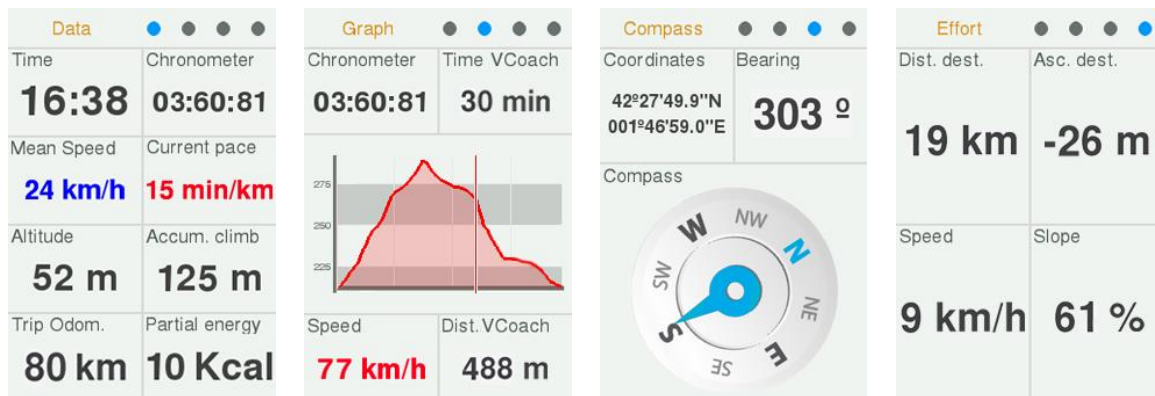 Data
Time
Chronometer
16:38
03:60:81
Mean Speed
Current pace
24 km/h
15 min/km
Altitude
Accum. climb
52 m
125 m
Trip Odom.
Partial energy
80 km
10 Kcal
Graph
Chronometer
Time VCoach
03:60:81
30 min
275
250
225
Speed
Dist. VCoach
77 km/h
488 m
Compass
Coordinates
Bearing
42º27'49.9"N
001º46'59.0"E
303 º
Compass
W
NW
N
SW
NE
S
SE
E
Effort
Dist. dest.
Asc. dest.
19 km
-26 m
Speed
Slope
9 km/h
61 %